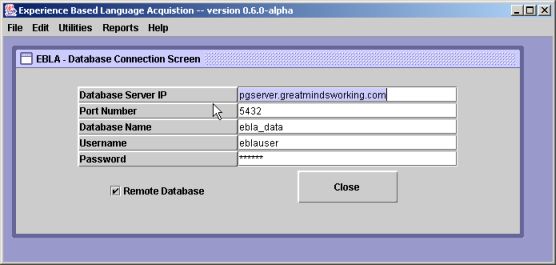 Experience Based Language Acquistion -- version 0.6.0-alpha
File Edit Utilities Reports Help
EBLA - Database Connection Screen
Database Server IP pgserver.greatmindsworking.com
Port Number 5432
Database Name ebla_data
Username eblauser
Password ******
Remote Database Close